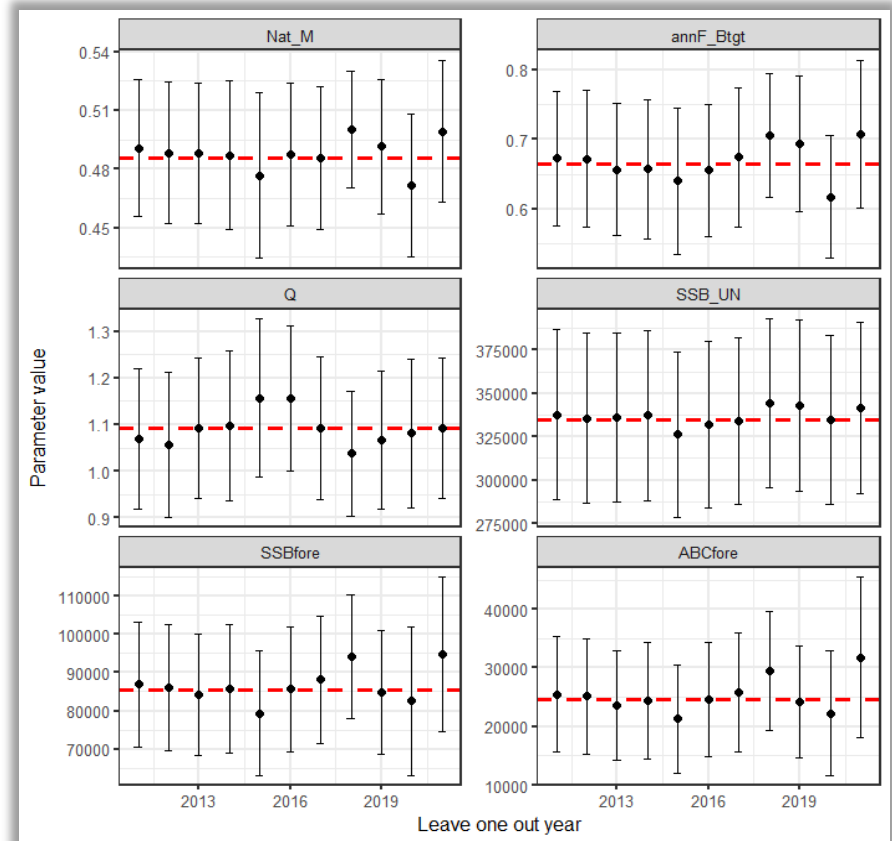 Nat_M
annF_Btgt
0.54
0.51
0.48
0.45
0.8
0.7
0.6
Q
SSB_UN
1.3
1.2
1.1
1.0
0.9
375000
350000
325000
300000
275000
SSBfore
ABCfore
110000
100000
90000
80000
70000
40000
30000
20000
10000
2013 2016 2019
2013 2016 2019
Parameter value
Leave one out year